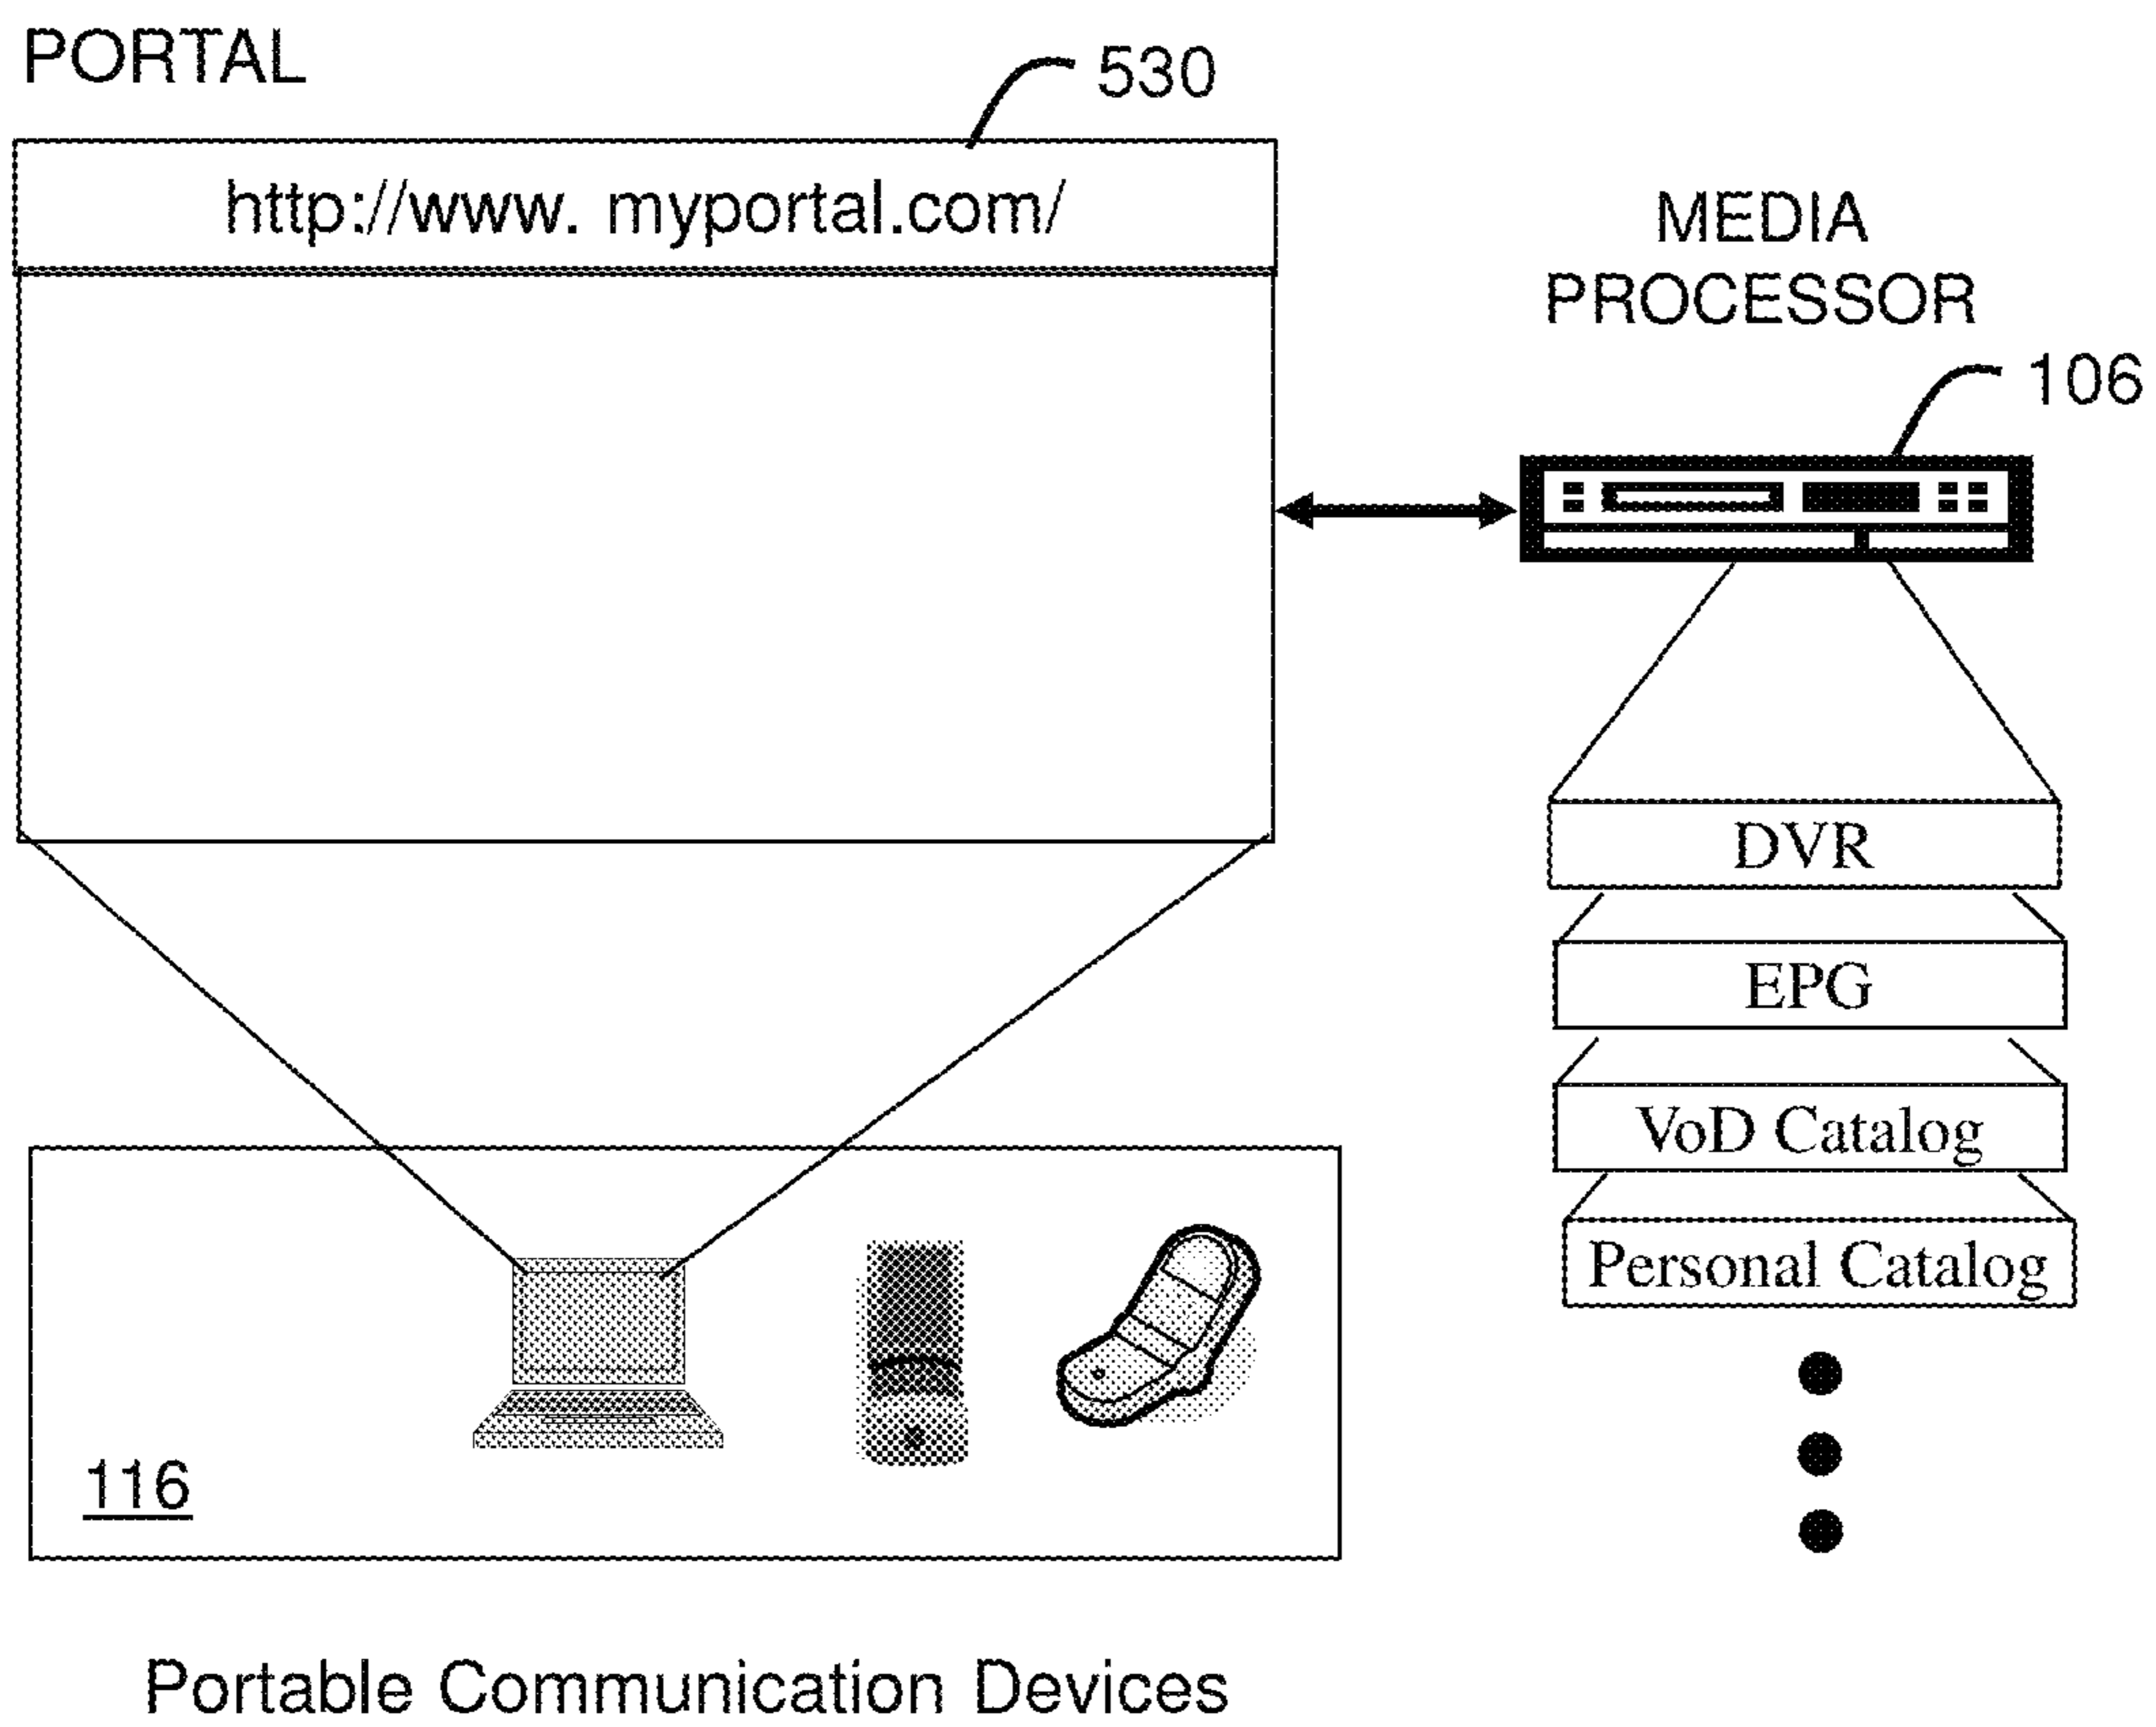 PORTAL
530
http://www. myportal.com/
MEDIA
PROCESSOR
106
DVR
EPG
VoD Catalog
Personal Catalog
116
Portable Communication Devices